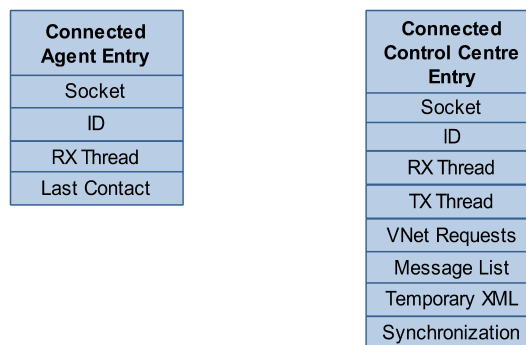 Connected
Agent Entry
Socket
ID
RX Thread
Last Contact
Connected
Control Centre
Entry
Socket
ID
RX Thread
TX Thread
VNet Requests
Message List
Temporary XML
Synchronization